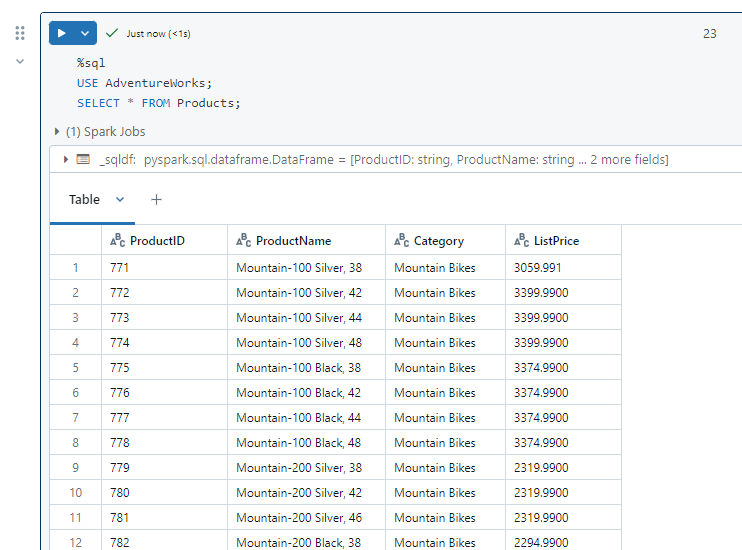 Just now (<1s)
23
%sql
USE AdventureWorks;
SELECT * FROM Products;
(1) Spark Jobs
_sqldf: pyspark.sql.dataframe.DataFrame = [ProductID: string, ProductName: string ... 2 more fields]
Table +
ABC ProductID ABC ProductName ABC Category ABC ListPrice
1 771 Mountain-100 Silver, 38 Mountain Bikes 3059.991
2 772 Mountain-100 Silver, 42 Mountain Bikes 3399.9900
3 773 Mountain-100 Silver, 44 Mountain Bikes 3399.9900
4 774 Mountain-100 Silver, 48 Mountain Bikes 3399.9900
5 775 Mountain-100 Black, 38 Mountain Bikes 3374.9900
6 776 Mountain-100 Black, 42 Mountain Bikes 3374.9900
7 777 Mountain-100 Black, 44 Mountain Bikes 3374.9900
8 778 Mountain-100 Black, 48 Mountain Bikes 3374.9900
9 779 Mountain-200 Silver, 38 Mountain Bikes 2319.9900
10 780 Mountain-200 Silver, 42 Mountain Bikes 2319.9900
11 781 Mountain-200 Silver, 46 Mountain Bikes 2319.9900
12 782 Mountain-200 Black, 38 Mountain Bikes 2294.9900